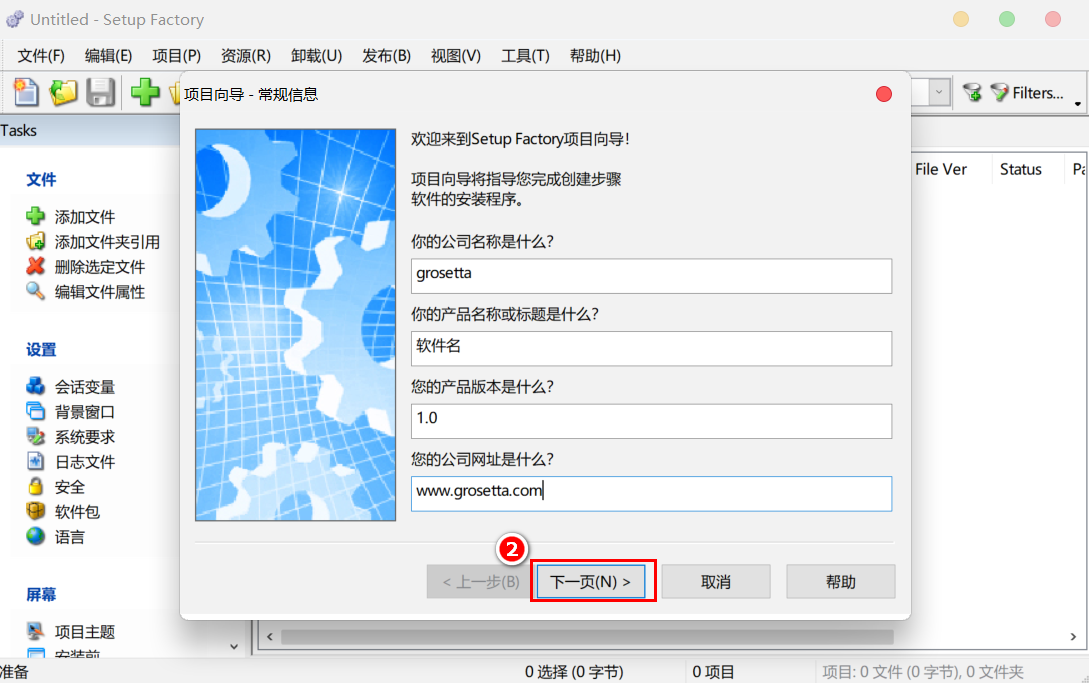 Untitled - Setup Factory
文件(F) 编辑(E) 项目(P) 资源(R) 卸载(U) 发布(B) 视图(V) 工具(T) 帮助(H)
Filters...
Tasks
文件
添加文件
添加文件夹引用
删除选定文件
编辑文件属性
设置
会话变量
背景窗口
系统要求
日志文件
安全
软件包
语言
屏幕
项目主题
安装前
项目向导 - 常规信息
欢迎来到Setup Factory项目向导!
项目向导将指导您完成创建步骤
软件的安装程序。
你的公司名称是什么?
grosetta
你的产品名称或标题是什么?
软件名
您的产品版本是什么?
1.0
您的公司网址是什么?
www.grosetta.com
2
< 上一步(B) 下一页(N) > 取消 帮助
File Ver Status
准备 0 选择 (0 字节) 0 项目 项目: 0 文件 (0 字节), 0 文件夹